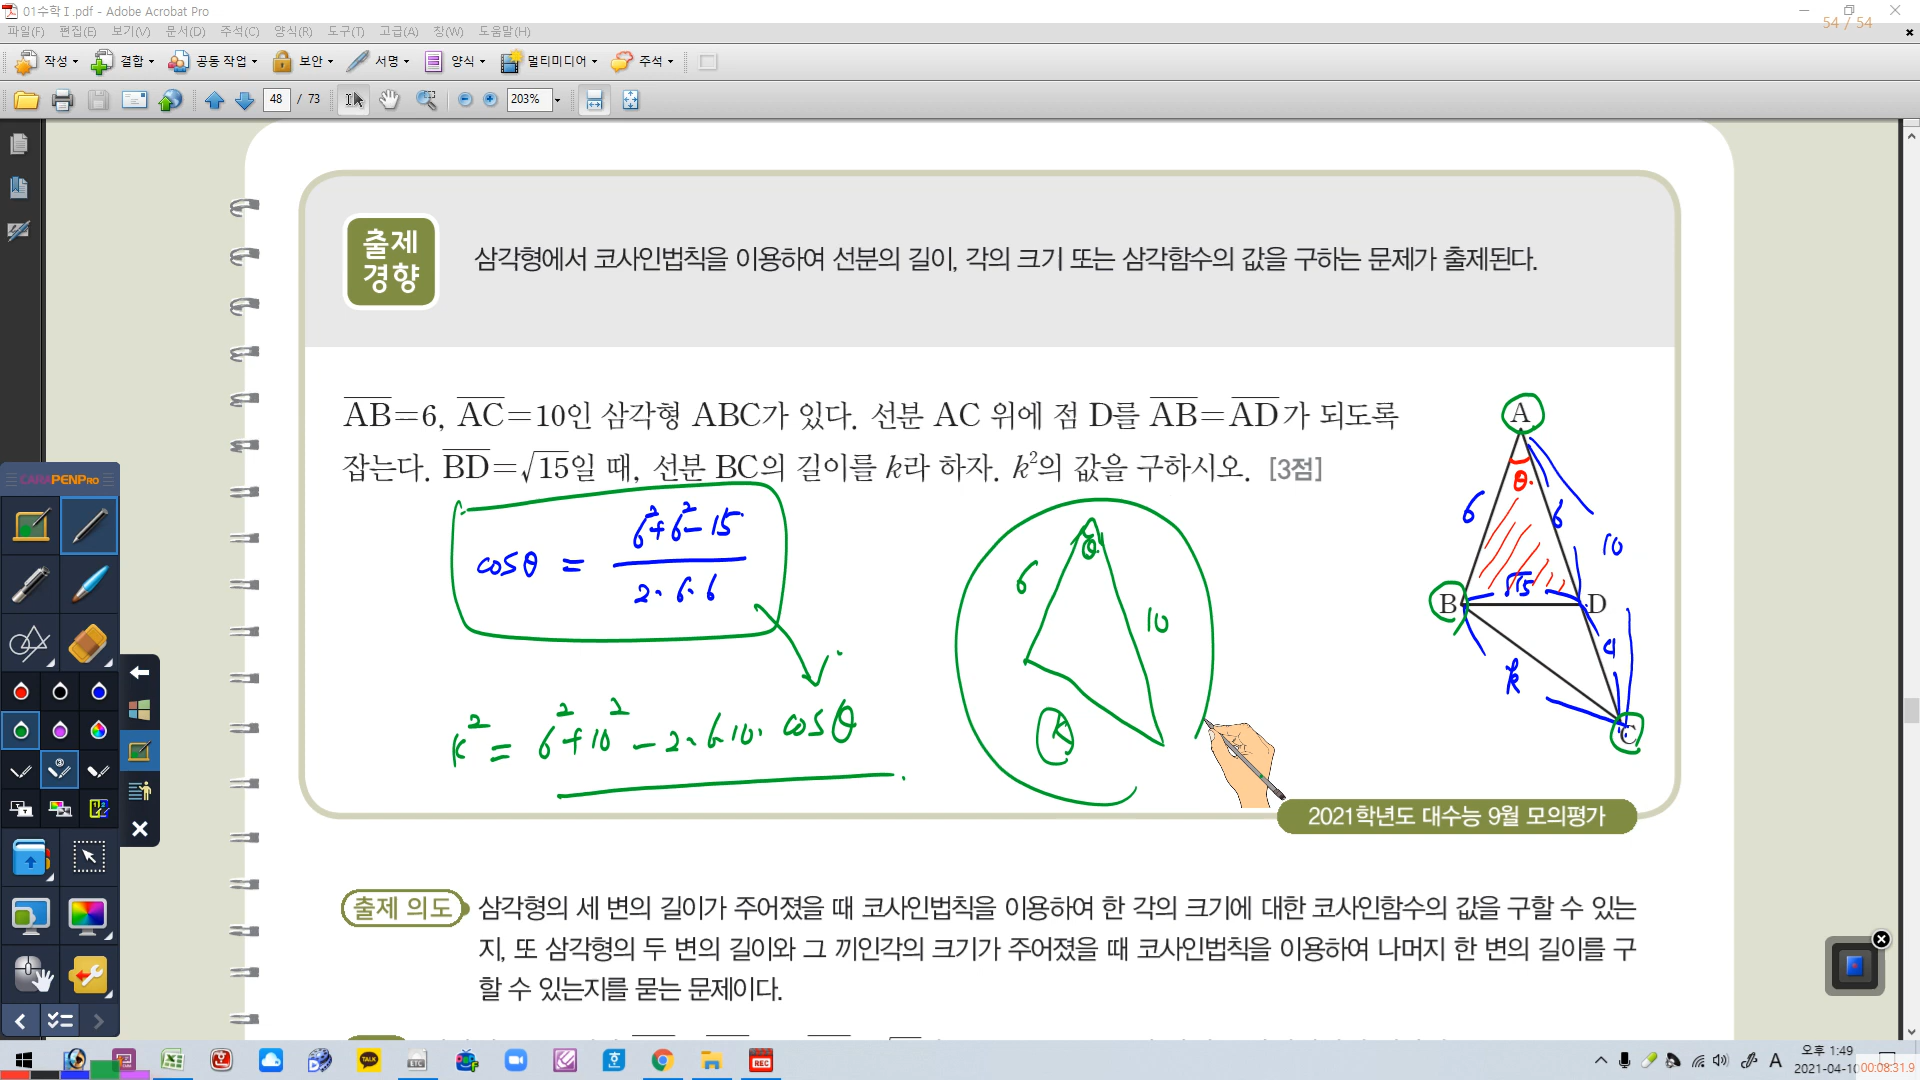 01수학 I.pdf - Adobe Acrobat Pro
54 / 54
파일(F) 편집(E) 보기(V) 문서(D) 주석(C) 양식(R) 도구(T) 고급(A) 창(W) 도움말(H)
작성 결합 공동 작업 보안 서명 양식 멀티미디어 주석
48 / 73 203%
출제
경향
삼각형에서 코사인법칙을 이용하여 선분의 길이, 각의 크기 또는 삼각함수의 값을 구하는 문제가 출제된다.
AB=6, AC=10인 삼각형 ABC가 있다. 선분 AC 위에 점 D를 AB=AD가 되도록
잡는다. BD=√15일 때, 선분 BC의 길이를 k라 하자. k²의 값을 구하시오. [3점]
cosθ = (6²+6²-15)/(2·6·6)
k² = 6²+10²-2·6·10·cosθ
θ
6
10
k
A
θ
6
6
10
B
√15
D
4
k
C
2021학년도 대수능 9월 모의평가
출제 의도 삼각형의 세 변의 길이가 주어졌을 때 코사인법칙을 이용하여 한 각의 크기에 대한 코사인함수의 값을 구할 수 있는
지, 또 삼각형의 두 변의 길이와 그 끼인각의 크기가 주어졌을 때 코사인법칙을 이용하여 나머지 한 변의 길이를 구
할 수 있는지를 묻는 문제이다.
CARAPENPRO
TALK
ETC
REC
A
오후 1:49
2021-04-10
00:08:31.9